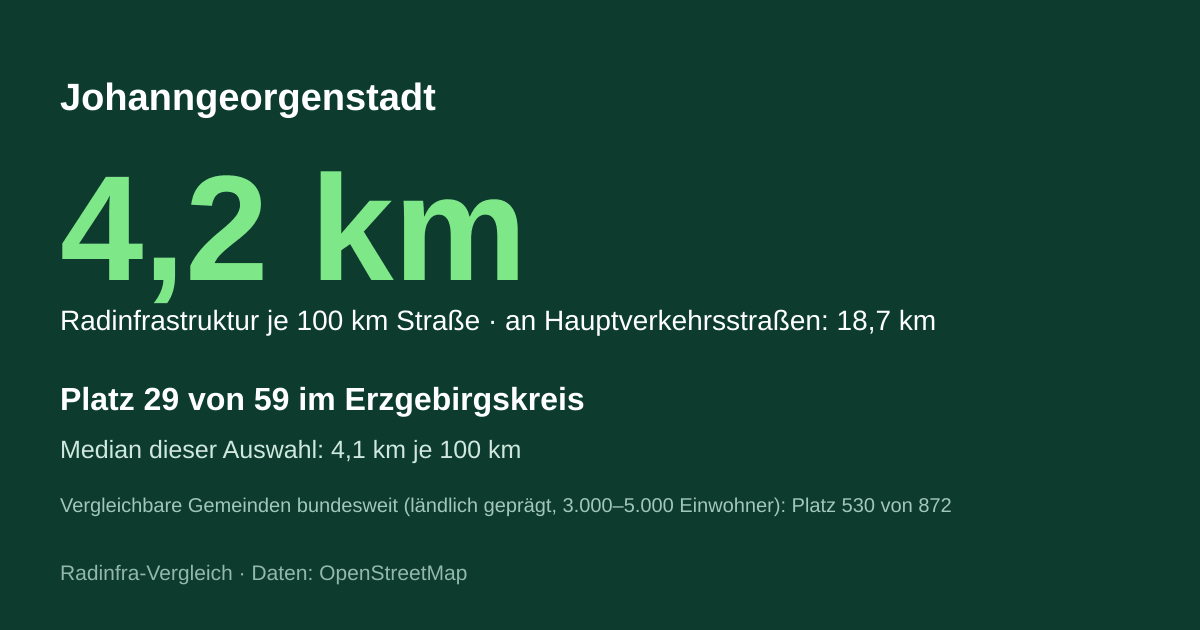 Johanngeorgenstadt
4,2 km
Radinfrastruktur je 100 km Straße · an Hauptverkehrsstraßen: 18,7 km
Platz 29 von 59 im Erzgebirgskreis
Median dieser Auswahl: 4,1 km je 100 km
Vergleichbare Gemeinden bundesweit (ländlich geprägt, 3.000–5.000 Einwohner): Platz 530 von 872
Radinfra-Vergleich · Daten: OpenStreetMap